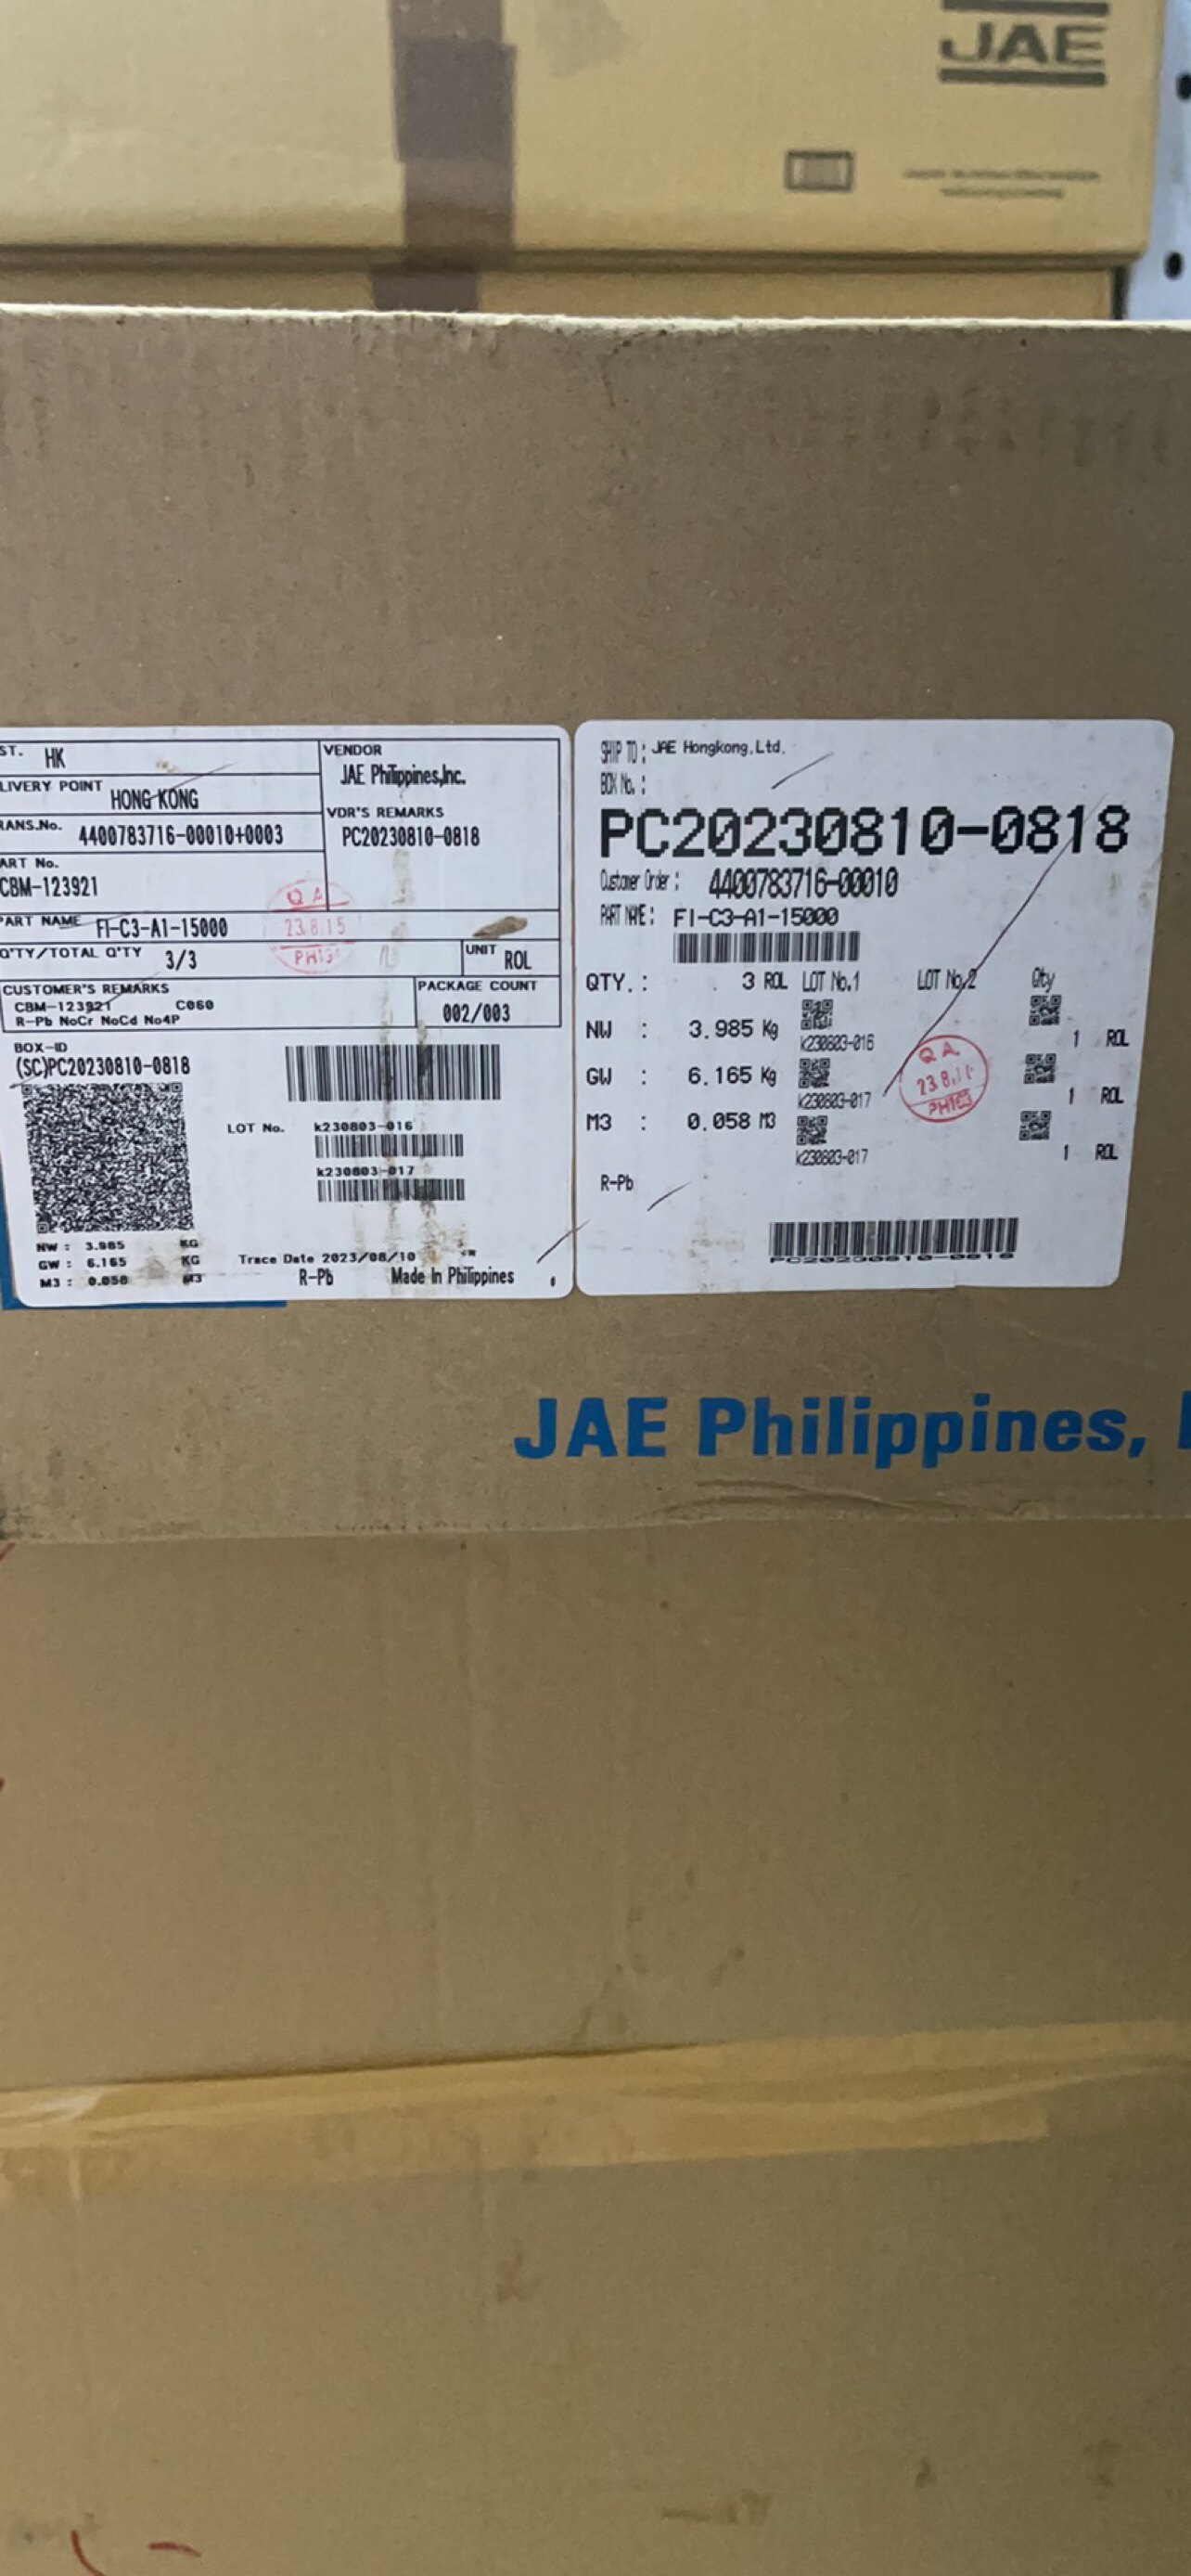 JAE
ST. HK
LIVERY POINT
HONG KONG
RANS.No. 4400783716-00010+0003
ART No.
CBM-123921
PART NAME FI-C3-A1-15000
Q'TY/TOTAL Q'TY 3/3
UNIT ROL
CUSTOMER'S REMARKS
CBM-123921 C060
R-Pb NoCr NoCd No4P
PACKAGE COUNT
002/003
VENDOR
JAE Philippines,Inc.
VDR'S REMARKS
PC20230810-0818
QA
23.8.15
BOX-ID
(SC)PC20230810-0818
LOT No. k230803-016
k230803-017
NW : 3.985 KG
GW : 6.165 KG
M3 : 0.058 M3
Trace Date 2023/08/10
R-Pb Made In Philippines
SHIP TO : JAE Hongkong,Ltd.
BOX No. :
PC20230810-0818
Customer Order : 4400783716-00010
PART NAME : FI-C3-A1-15000
QTY. : 3 ROL LOT No.1 LOT No.2 Qty
NW : 3.985 Kg
k230803-016 1 ROL
GW : 6.165 Kg
k230803-017 1 ROL
M3 : 0.058 M3
k230803-017 1 ROL
QA
PH103
R-Pb
PC20230810-0818
JAE Philippines,